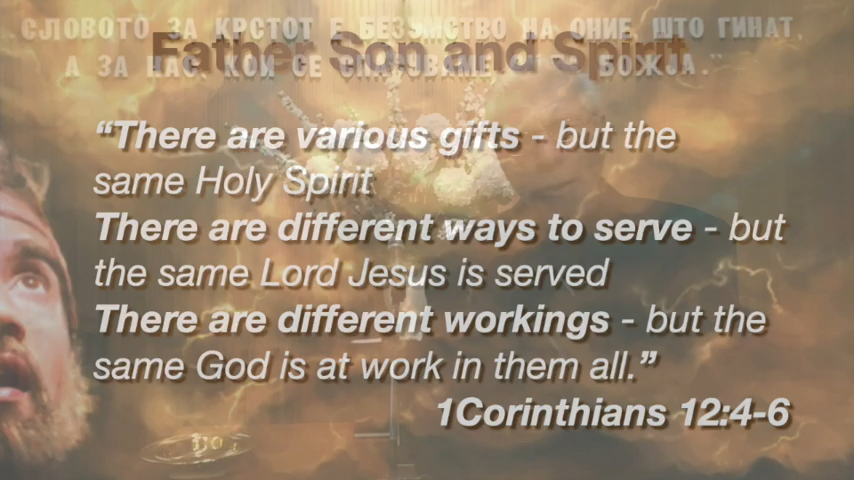 СЛОВОТО ЗА КРСТОТ Е БЕЗУМСТВО НА ОНИЕ, ШТО ГИНАТ,
Father Son and Spirit
А ЗА НАС, КОИ СЕ СПАСУВАМЕ БОЖЈА."
“There are various gifts - but the
same Holy Spirit
There are different ways to serve - but
the same Lord Jesus is served
There are different workings - but the
same God is at work in them all.”
1Corinthians 12:4-6